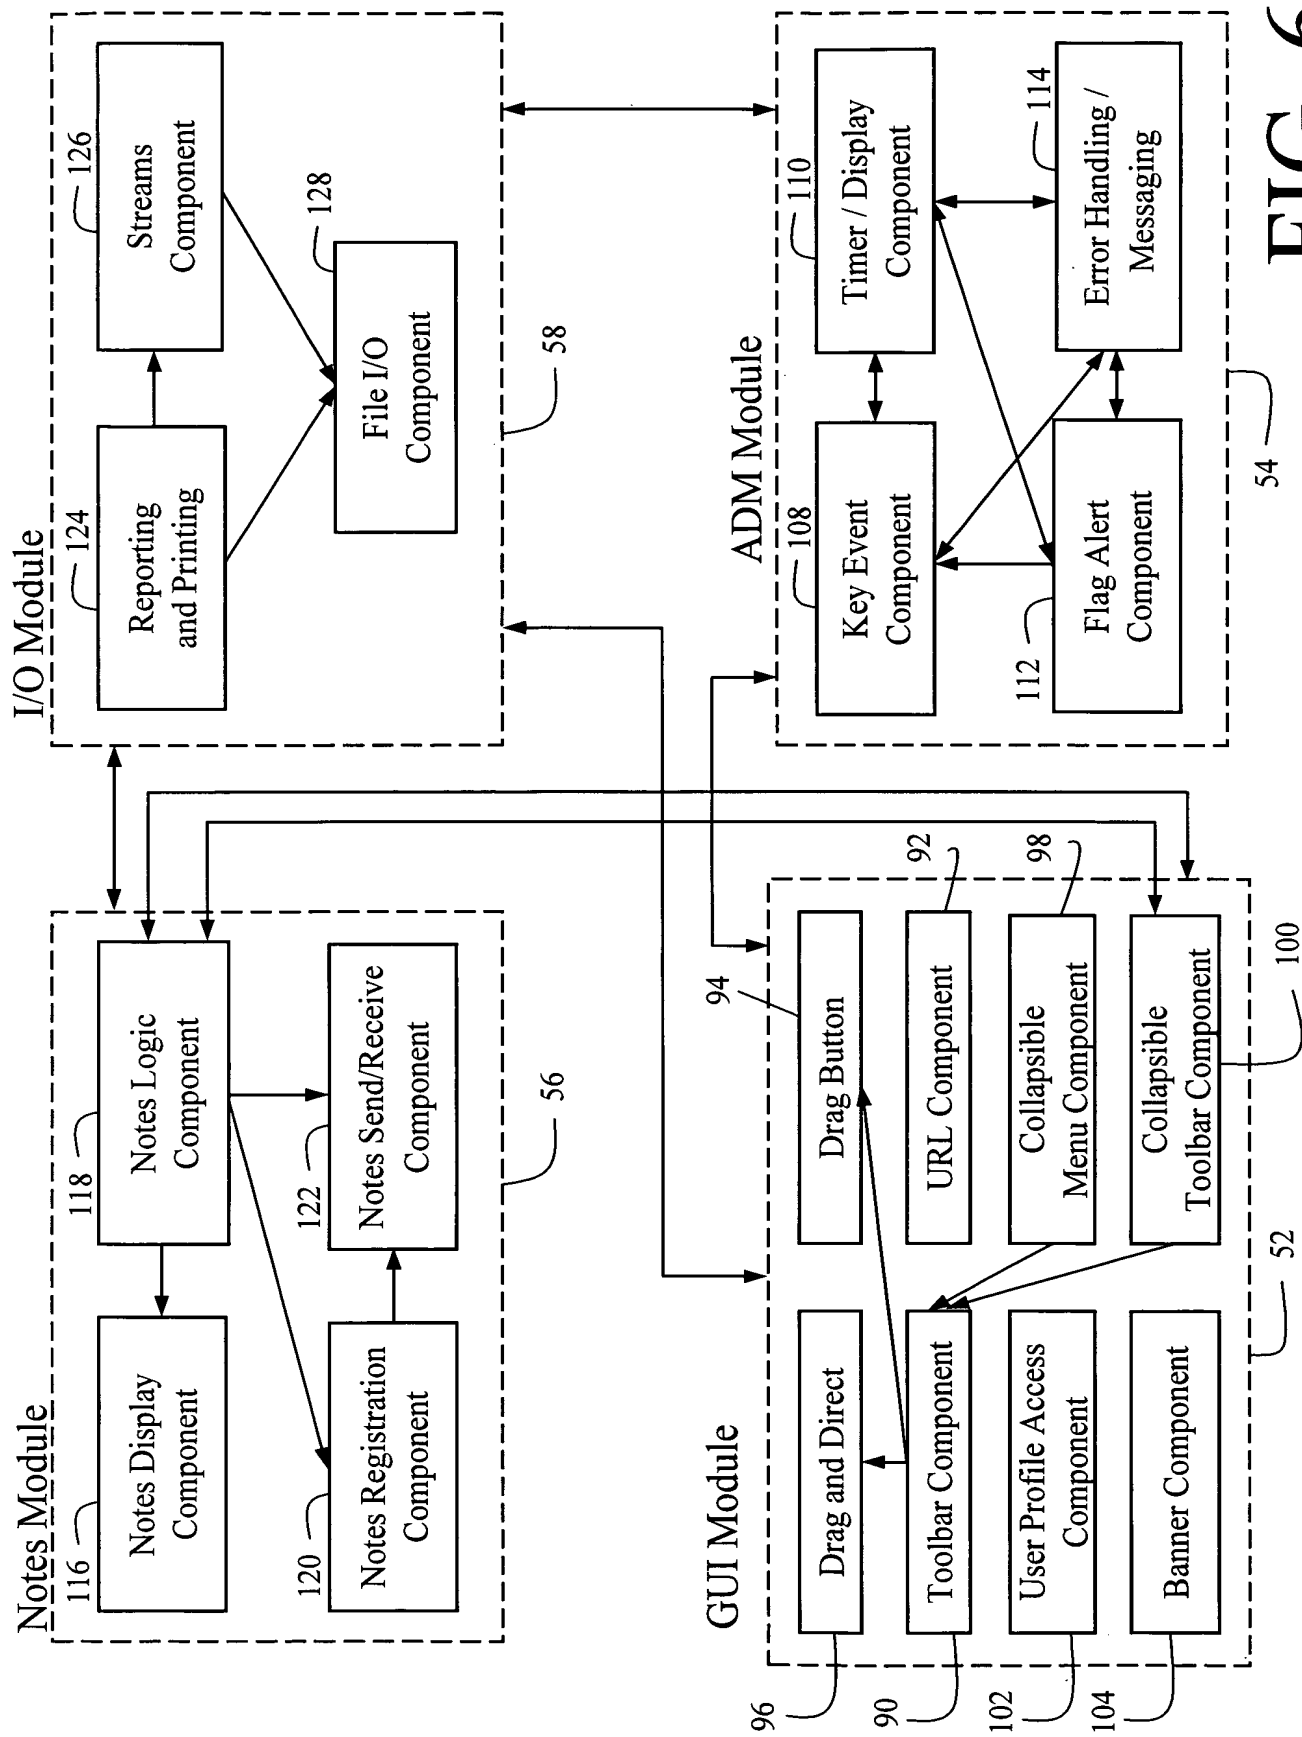 Notes Module
116
Notes Display
Component
118
Notes Logic
Component
120
Notes Registration
Component
122
Notes Send/Receive
Component
56
I/O Module
124
Reporting
and Printing
126
Streams
Component
128
File I/O
Component
58
GUI Module
96
Drag and Direct
94
Drag Button
90
Toolbar Component
92
URL Component
102
User Profile Access
Component
98
Collapsible
Menu Component
104
Banner Component
100
Collapsible
Toolbar Component
52
ADM Module
108
Key Event
Component
110
Timer / Display
Component
112
Flag Alert
Component
114
Error Handling /
Messaging
54
FIG. 6